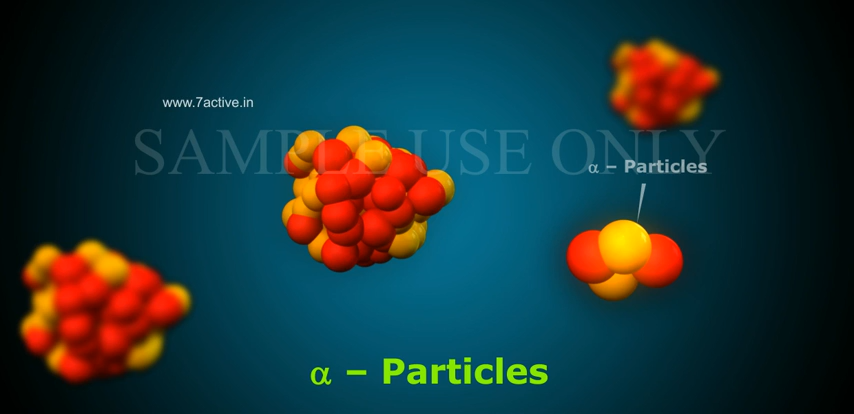 www.7active.in
SAMPLE USE ONLY
α – Particles
α – Particles